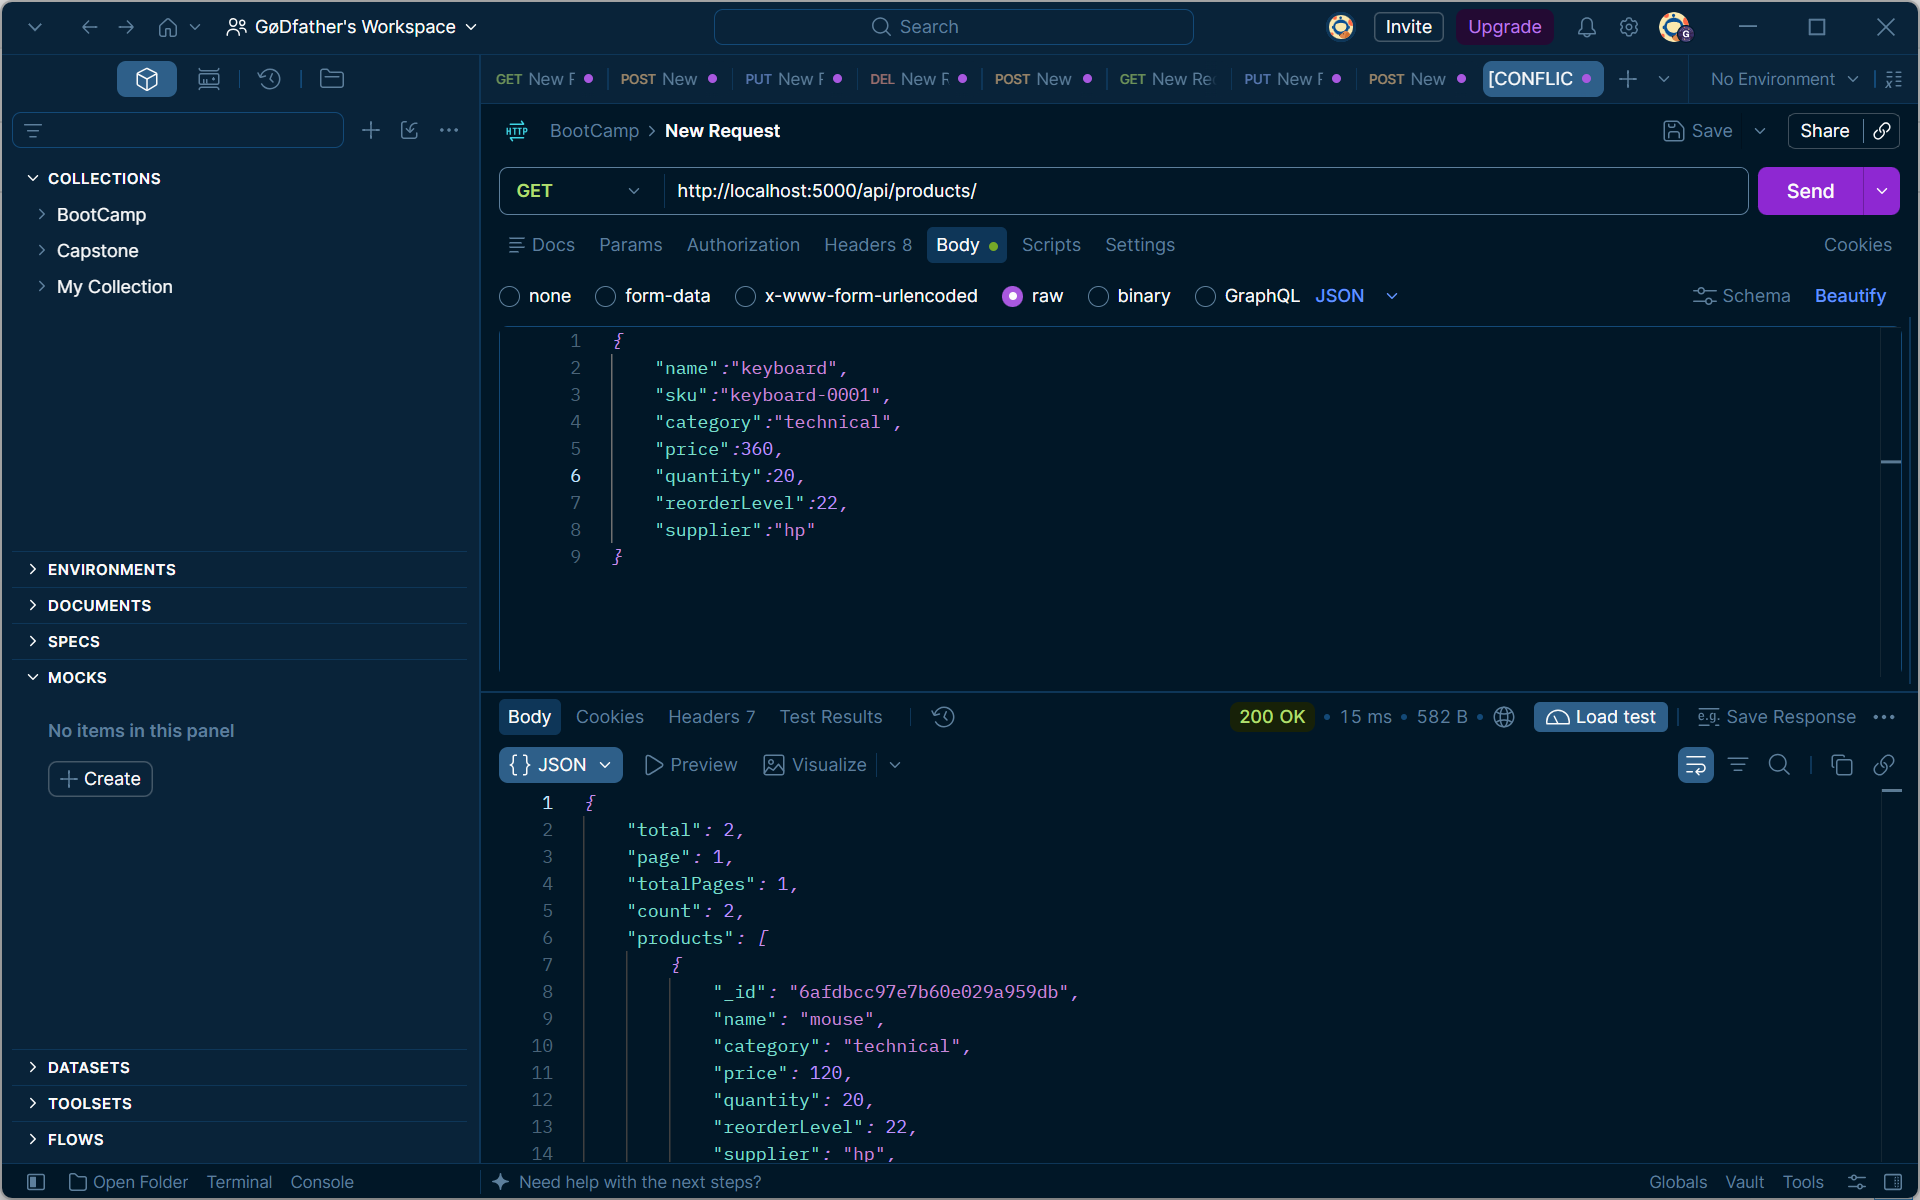 GøDfather's Workspace
Search
Invite
Upgrade
G
GET New F
POST New
PUT New F
DEL New R
POST New
GET New Re
PUT New F
POST New
[CONFLIC
No Environment
HTTP
BootCamp > New Request
Save
Share
COLLECTIONS
BootCamp
Capstone
My Collection
GET
http://localhost:5000/api/products/
Send
Docs
Params
Authorization
Headers 8
Body
Scripts
Settings
Cookies
none
form-data
x-www-form-urlencoded
raw
binary
GraphQL
JSON
Schema
Beautify
1 {
2 "name":"keyboard",
3 "sku":"keyboard-0001",
4 "category":"technical",
5 "price":360,
6 "quantity":20,
7 "reorderLevel":22,
8 "supplier":"hp"
9 }
ENVIRONMENTS
DOCUMENTS
SPECS
MOCKS
No items in this panel
+ Create
DATASETS
TOOLSETS
FLOWS
Body
Cookies
Headers 7
Test Results
200 OK • 15 ms • 582 B •
Load test
e.g. Save Response
{} JSON
Preview
Visualize
1 {
2 "total": 2,
3 "page": 1,
4 "totalPages": 1,
5 "count": 2,
6 "products": [
7 {
8 "_id": "6afdbcc97e7b60e029a959db",
9 "name": "mouse",
10 "category": "technical",
11 "price": 120,
12 "quantity": 20,
13 "reorderLevel": 22,
14 "supplier": "hp",
Open Folder
Terminal
Console
Need help with the next steps?
Globals
Vault
Tools